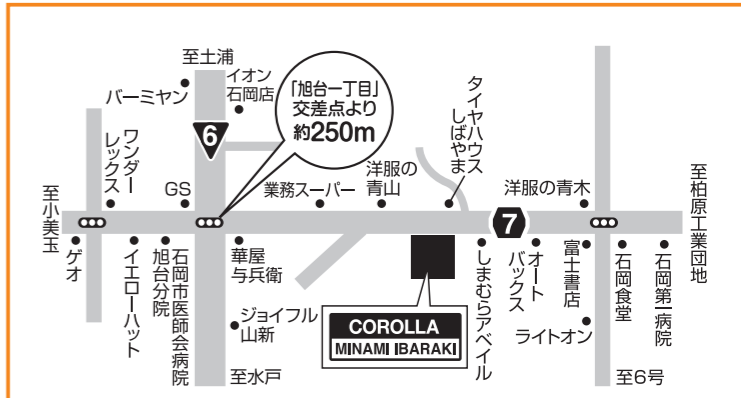 至土浦
バーミヤン
イオン
石岡店
「旭台一丁目」
交差点より
約250m
6
ワンダー
レックス
GS
業務スーパー
洋服の
青山
タイヤハウス
しばやま
洋服の青木
至小美玉
7
至柏原工業団地
ゲオ
イエローハット
石岡市医師会病院
旭台分院
華屋
与兵衛
ジョイフル
山新
至水戸
COROLLA
MINAMI IBARAKI
しまむらアベイル
オート
バックス
富士書店
ライトオン
石岡食堂
石岡第一病院
至6号